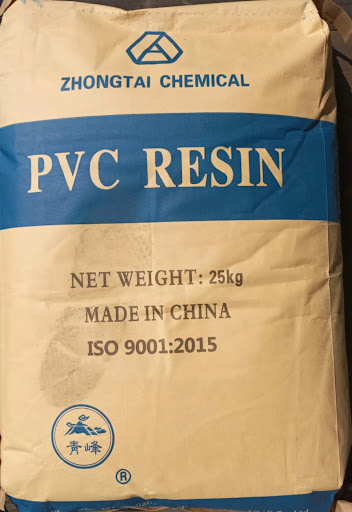 ZHONGTAI CHEMICAL
PVC RESIN
NET WEIGHT: 25kg
MADE IN CHINA
ISO 9001:2015
青峰
®